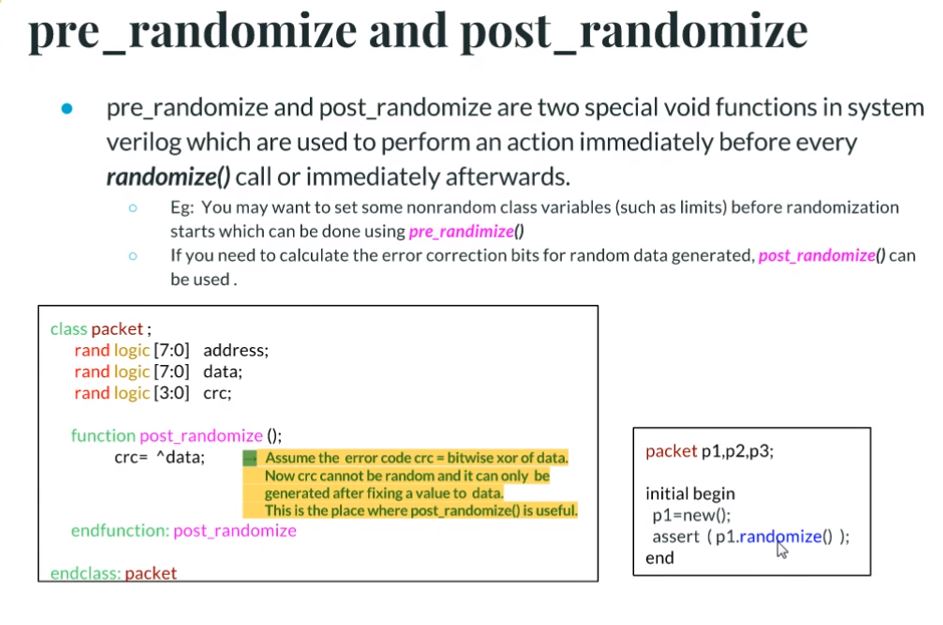 pre_randomize and post_randomize
● pre_randomize and post_randomize are two special void functions in system
verilog which are used to perform an action immediately before every
randomize() call or immediately afterwards.
○ Eg: You may want to set some nonrandom class variables (such as limits) before randomization
starts which can be done using pre_randimize()
○ If you need to calculate the error correction bits for random data generated, post_randomize() can
be used .
class packet ;
rand logic [7:0] address;
rand logic [7:0] data;
rand logic [3:0] crc;
function post_randomize ();
crc= ^data;
Assume the error code crc = bitwise xor of data.
Now crc cannot be random and it can only be
generated after fixing a value to data.
This is the place where post_randomize() is useful.
endfunction: post_randomize
endclass: packet
packet p1,p2,p3;
initial begin
p1=new();
assert ( p1.randomize() );
end